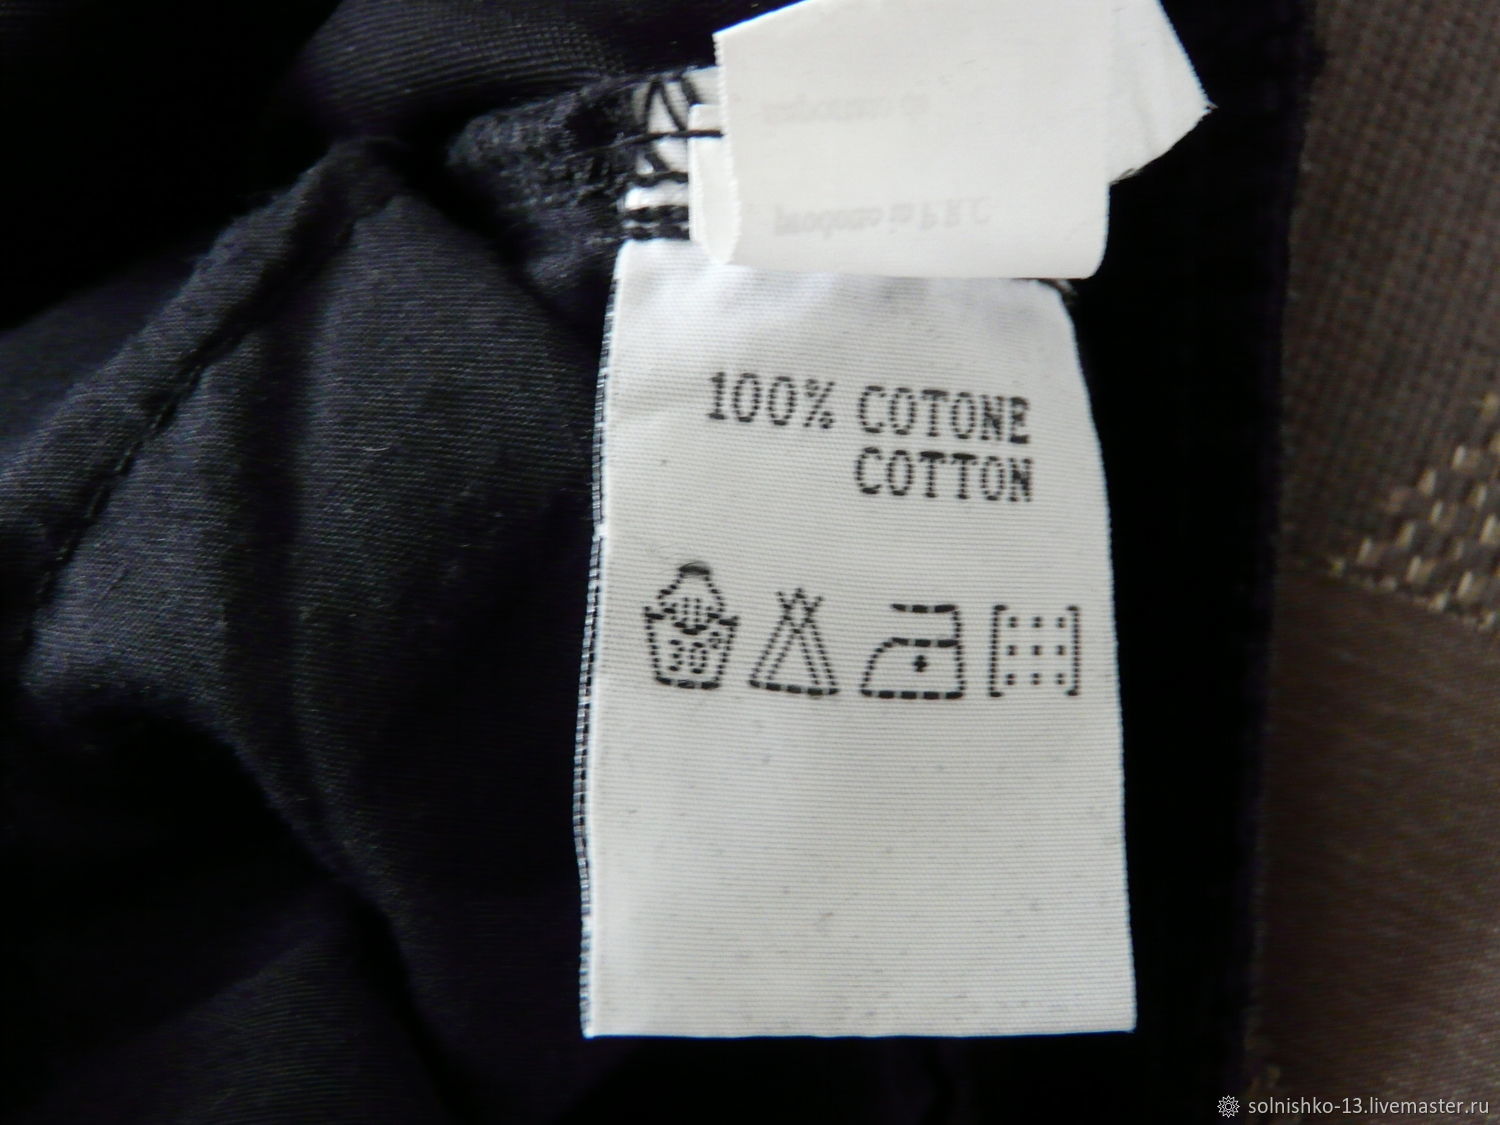 100% COTONE
COTTON
30°
solnishko-13.livemaster.ru